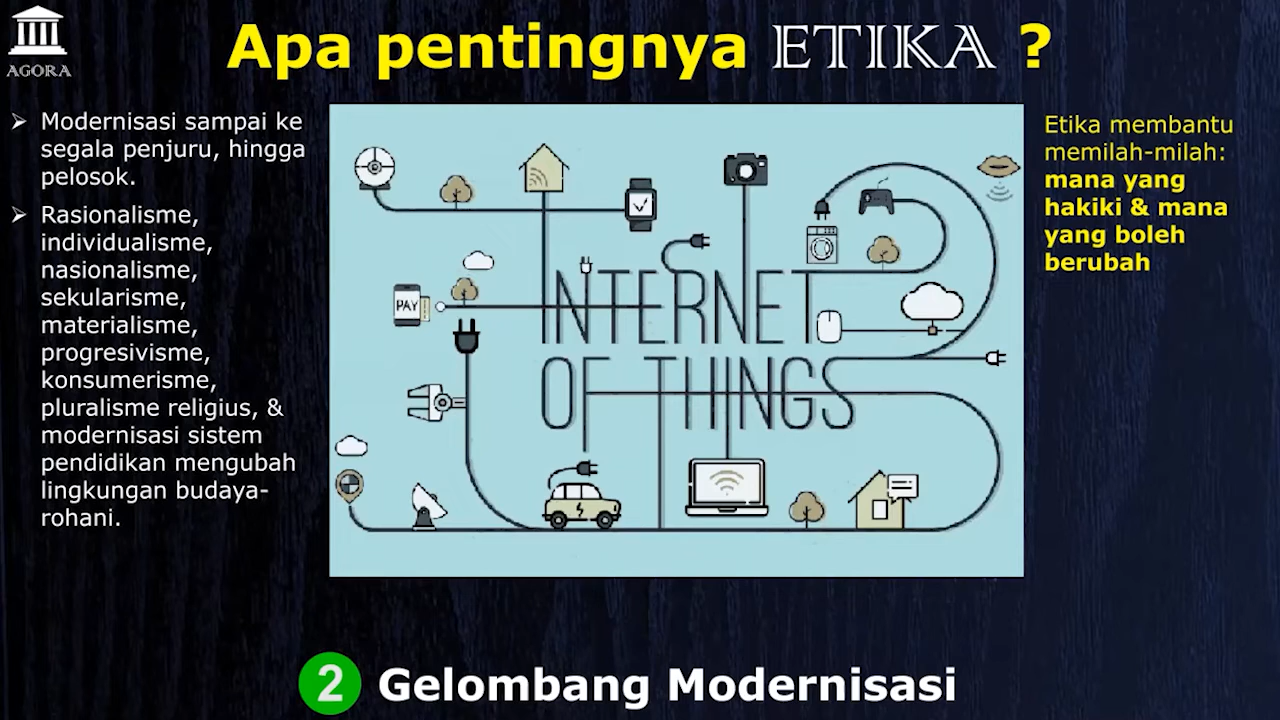 AGORA
Apa pentingnya ETIKA ?
➢ Modernisasi sampai ke
segala penjuru, hingga
pelosok.
➢ Rasionalisme,
individualisme,
nasionalisme,
sekularisme,
materialisme,
progresivisme,
konsumerisme,
pluralisme religius, &
modernisasi sistem
pendidikan mengubah
lingkungan budaya-
rohani.
PAY
INTERNET
OF THINGS
Etika membantu
memilah-milah:
mana yang
hakiki & mana
yang boleh
berubah
2 Gelombang Modernisasi